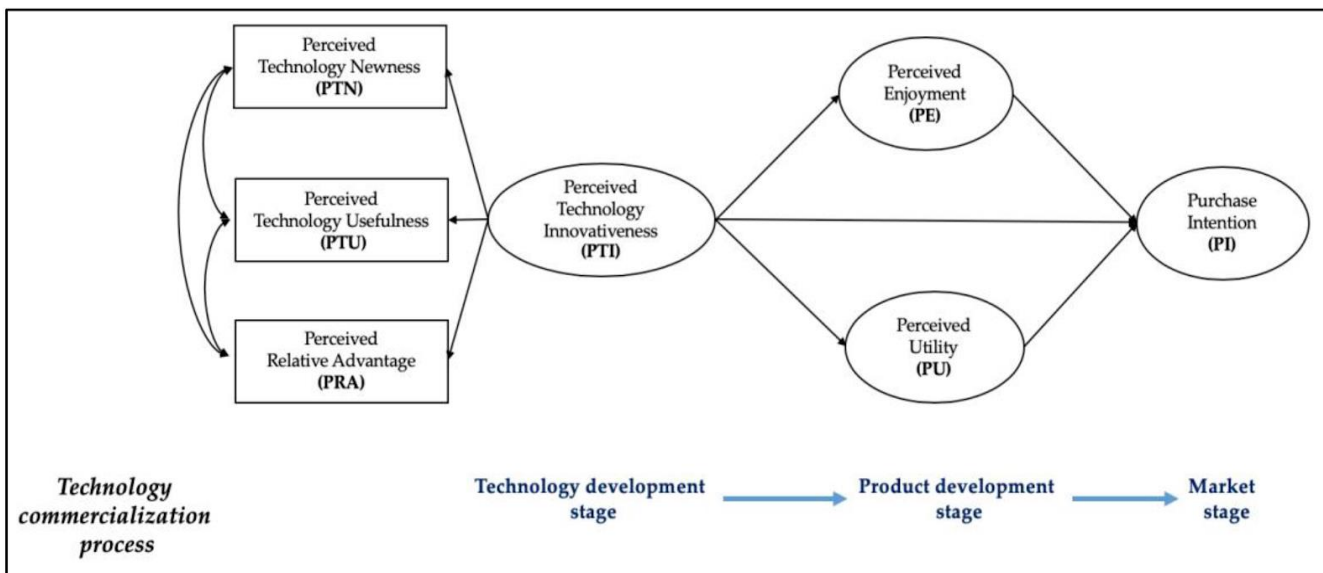 Perceived
Technology Newness
(PTN)
Perceived
Technology Usefulness
(PTU)
Perceived
Relative Advantage
(PRA)
Perceived
Technology
Innovativeness
(PTI)
Perceived
Enjoyment
(PE)
Perceived
Utility
(PU)
Purchase
Intention
(PI)
Technology
commercialization
process
Technology development
stage
Product development
stage
Market
stage